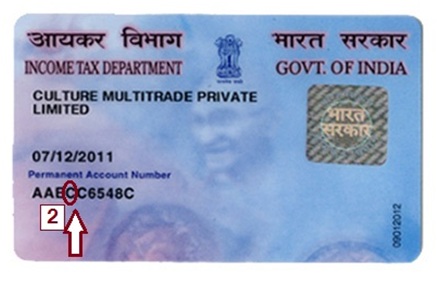 आयकर विभाग
INCOME TAX DEPARTMENT
भारत सरकार
GOVT. OF INDIA
CULTURE MULTITRADE PRIVATE
LIMITED
भारत
सरकार
07/12/2011
Permanent Account Number
AAECC6548C
2
09012012